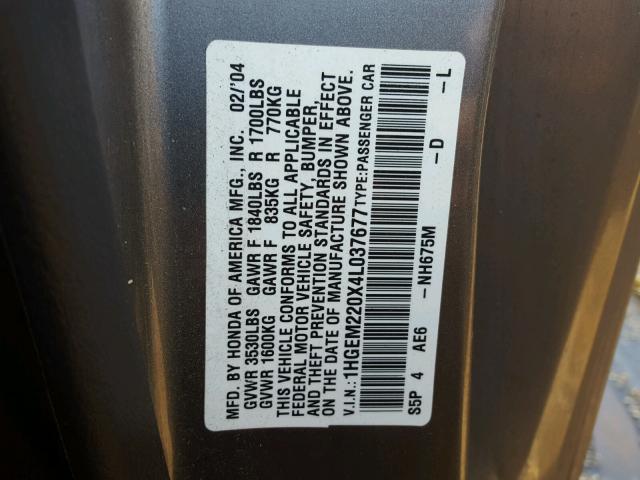 MFD. BY HONDA OF AMERICA MFG., INC. 02/'04
GVWR 3530LBS GAWR F 1840LBS R 1700LBS
GVWR 1600KG GAWR F 835KG R 770KG
THIS VEHICLE CONFORMS TO ALL APPLICABLE
FEDERAL MOTOR VEHICLE SAFETY, BUMPER,
AND THEFT PREVENTION STANDARDS IN EFFECT
ON THE DATE OF MANUFACTURE SHOWN ABOVE.
V.I.N.:1HGEM220X4L037677 TYPE:PASSENGER CAR
S5P 4 AE6 -NH675M -D -L